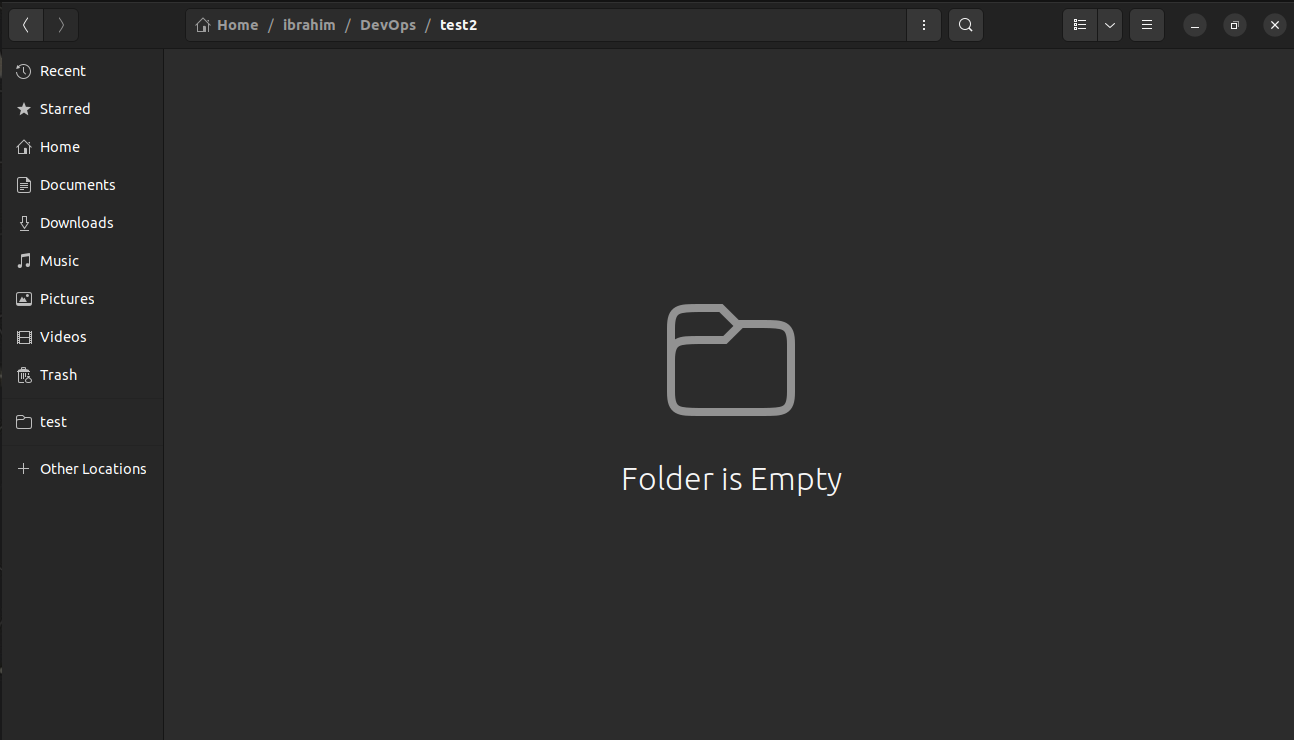 Home / ibrahim / DevOps / test2
Recent
Starred
Home
Documents
Downloads
Music
Pictures
Videos
Trash
test
Other Locations
Folder is Empty